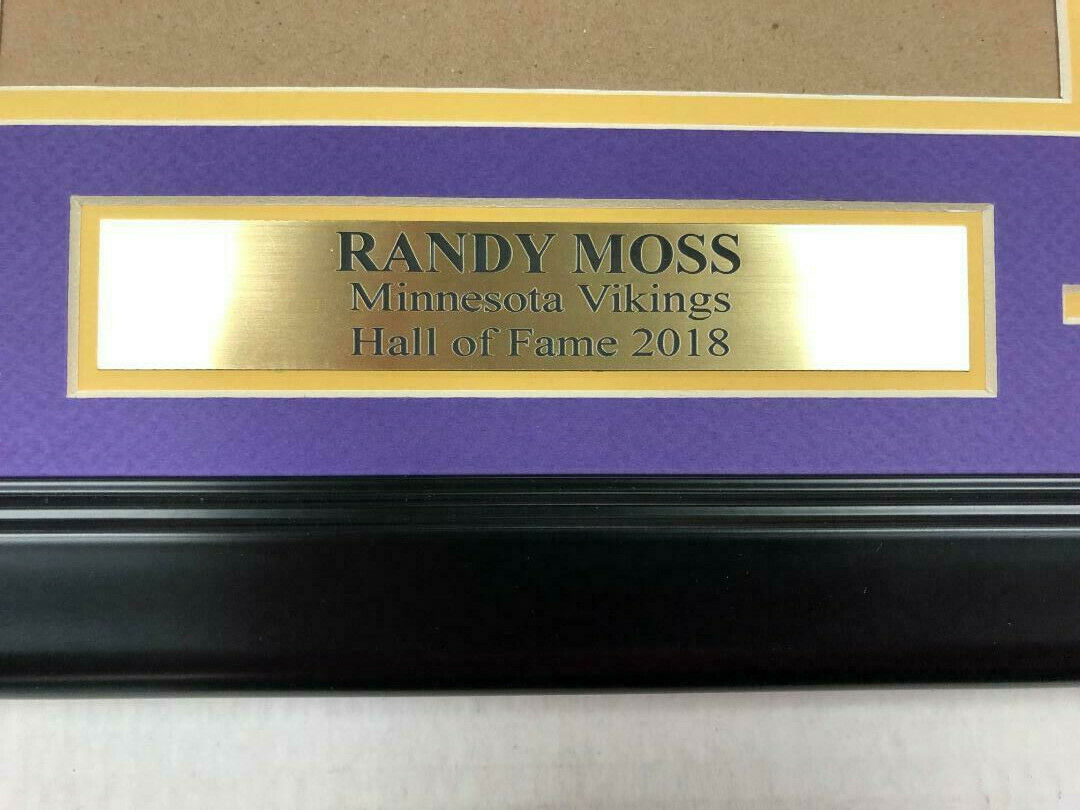 RANDY MOSS
Minnesota Vikings
Hall of Fame 2018